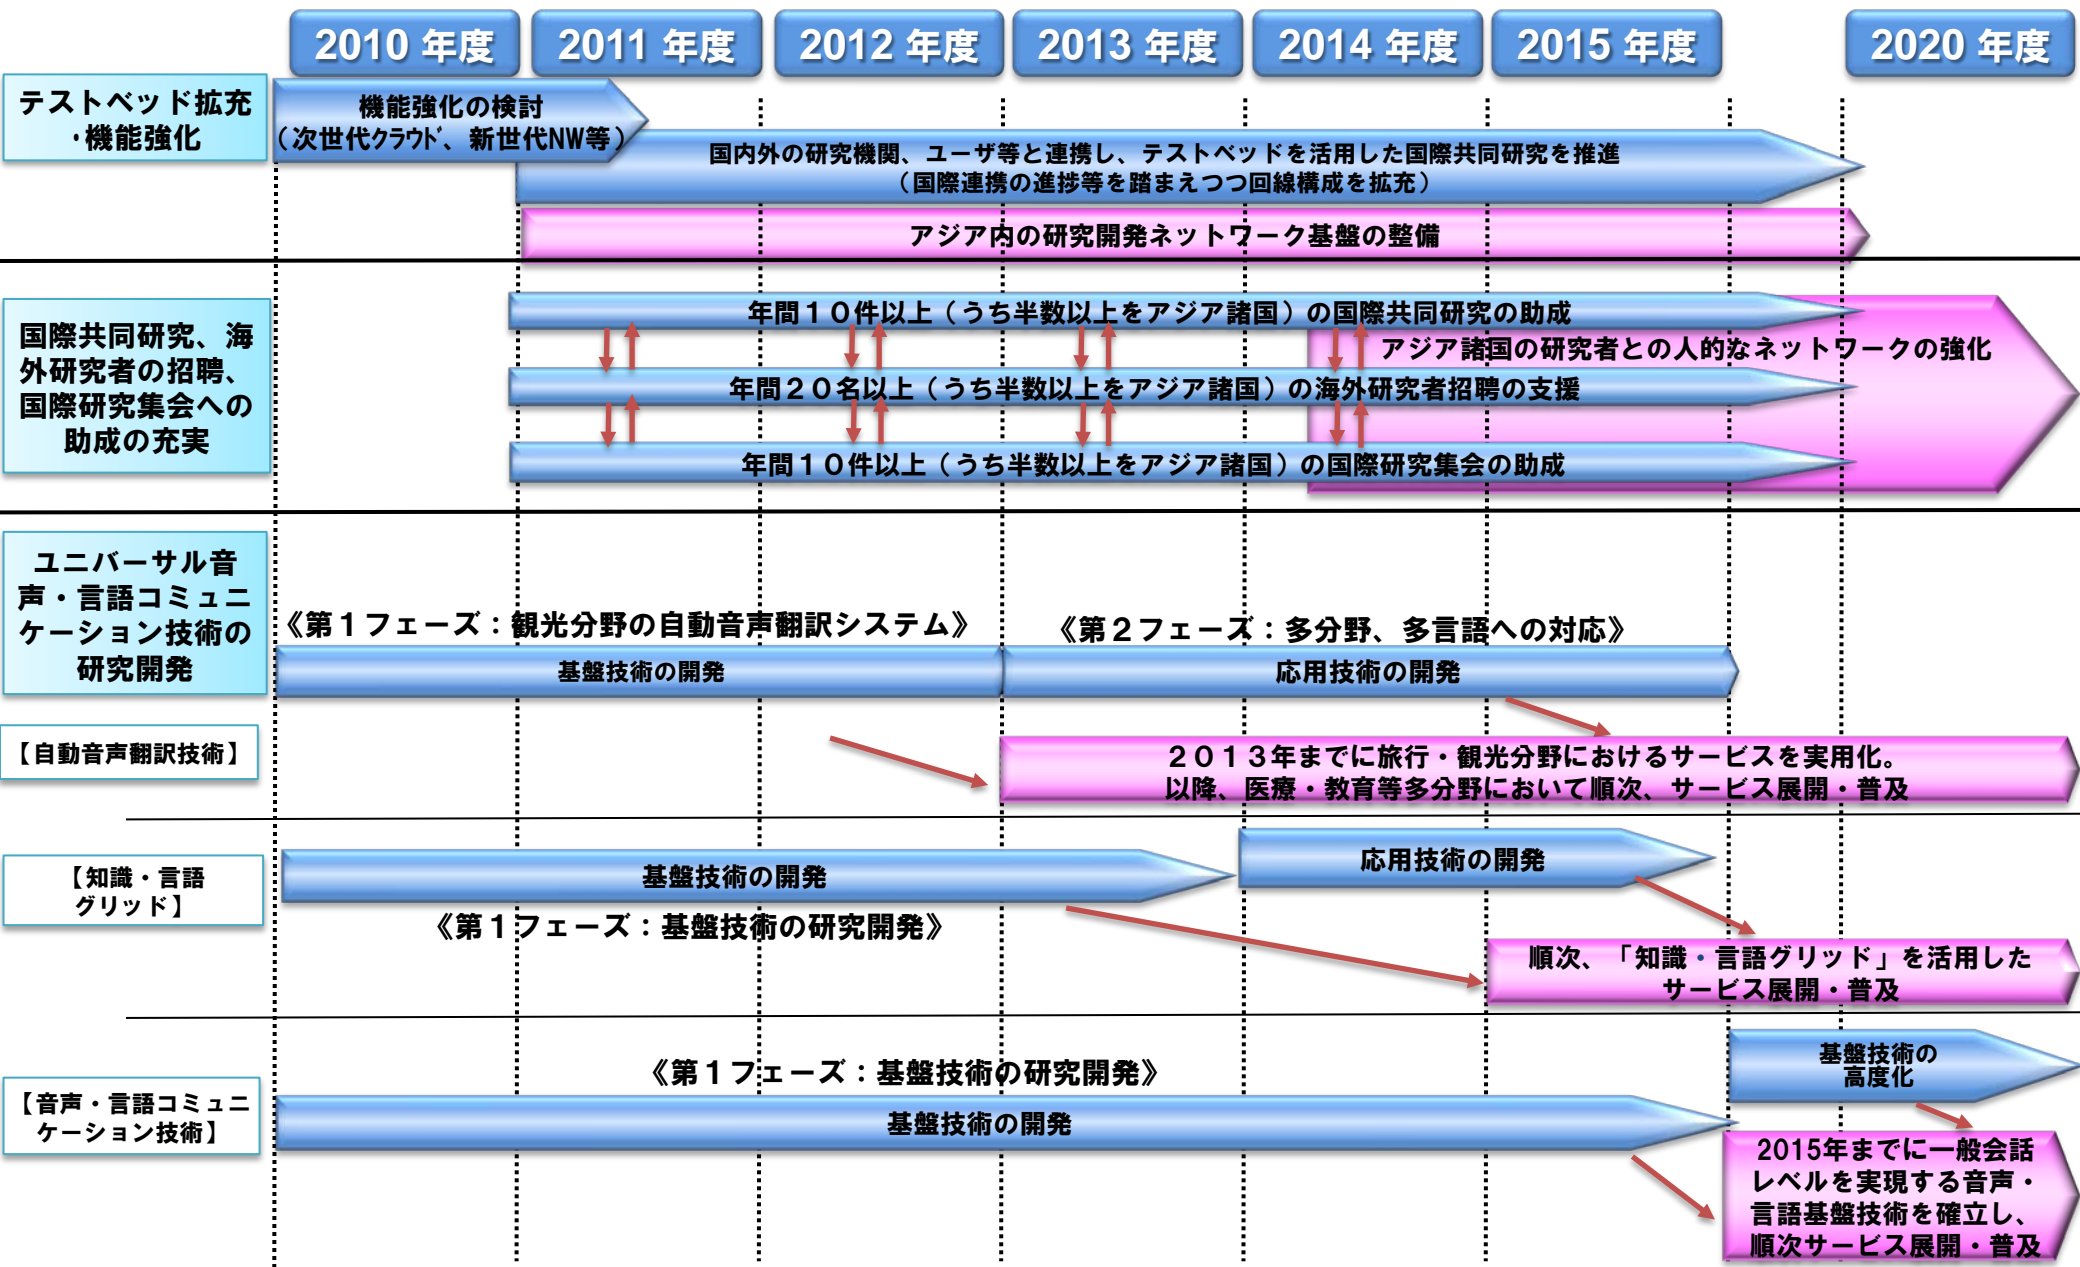 2010 年度
2011 年度
2012 年度
2013 年度
2014 年度
2015 年度
2020 年度
テストベッド拡充
・機能強化
機能強化の検討
（次世代クラウド、新世代NW等）
国内外の研究機関、ユーザ等と連携し、テストベッドを活用した国際共同研究を推進
（国際連携の進捗等を踏まえつつ回線構成を拡充）
アジア内の研究開発ネットワーク基盤の整備
国際共同研究、海
外研究者の招聘、
国際研究集会への
助成の充実
年間１０件以上（うち半数以上をアジア諸国）の国際共同研究の助成
アジア諸国の研究者との人的なネットワークの強化
年間２０名以上（うち半数以上をアジア諸国）の海外研究者招聘の支援
年間１０件以上（うち半数以上をアジア諸国）の国際研究集会の助成
ユニバーサル音
声・言語コミュニ
ケーション技術の
研究開発
《第１フェーズ：観光分野の自動音声翻訳システム》
《第２フェーズ：多分野、多言語への対応》
基盤技術の開発
応用技術の開発
【自動音声翻訳技術】
２０１３年までに旅行・観光分野におけるサービスを実用化。
以降、医療・教育等多分野において順次、サービス展開・普及
【知識・言語
グリッド】
基盤技術の開発
応用技術の開発
《第１フェーズ：基盤技術の研究開発》
順次、「知識・言語グリッド」を活用した
サービス展開・普及
《第１フェーズ：基盤技術の研究開発》
基盤技術の
高度化
【音声・言語コミュニ
ケーション技術】
基盤技術の開発
2015年までに一般会話
レベルを実現する音声・
言語基盤技術を確立し、
順次サービス展開・普及